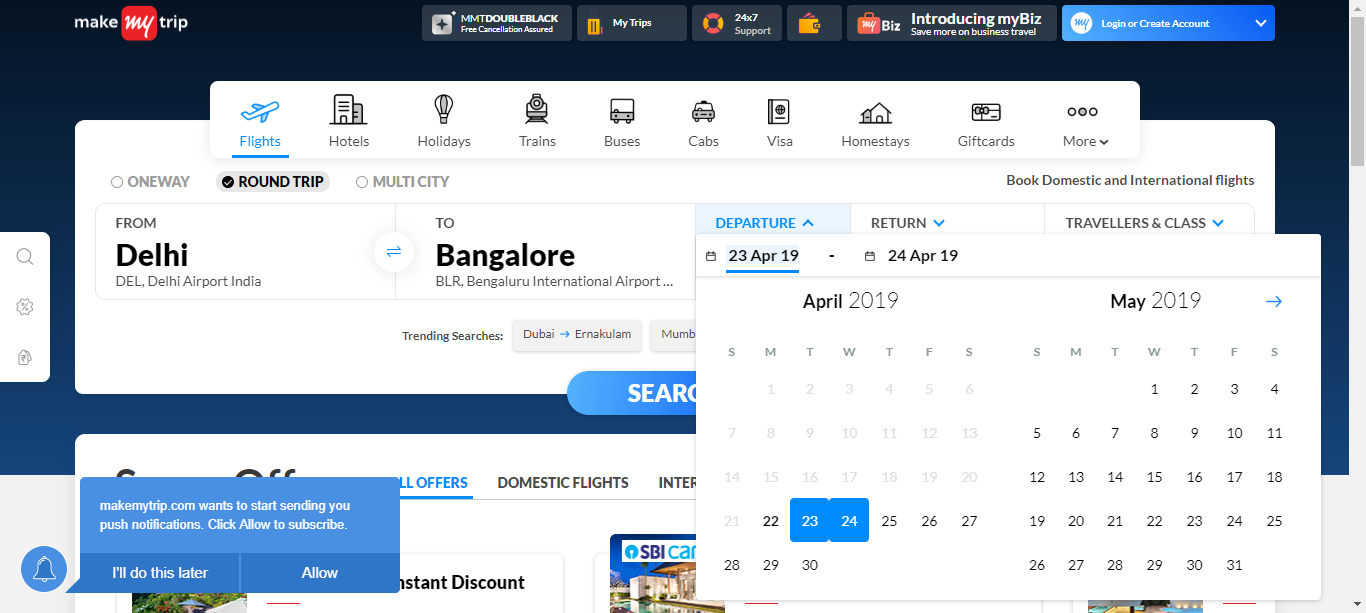 make my trip
MMTDOUBLEBLACK
Free Cancellation Assured
My Trips
24x7
Support
my Biz
Introducing myBiz
Save more on business travel
my
Login or Create Account
Flights
Hotels
Holidays
Trains
Buses
Cabs
Visa
Homestays
Giftcards
More
ONEWAY
ROUND TRIP
MULTI CITY
Book Domestic and International flights
FROM
Delhi
DEL, Delhi Airport India
TO
Bangalore
BLR, Bengaluru International Airport ...
DEPARTURE
RETURN
TRAVELLERS & CLASS
23 Apr 19 - 24 Apr 19
April 2019
S M T W T F S
1 2 3 4 5 6
7 8 9 10 11 12 13
14 15 16 17 18 19 20
21 22 23 24 25 26 27
28 29 30
May 2019
S M T W T F S
1 2 3 4
5 6 7 8 9 10 11
12 13 14 15 16 17 18
19 20 21 22 23 24 25
26 27 28 29 30 31
Trending Searches:
Dubai → Ernakulam
Mumb
SEARC
LL OFFERS
DOMESTIC FLIGHTS
INTER
makemytrip.com wants to start sending you
push notifications. Click Allow to subscribe.
I'll do this later
Allow
nstant Discount
SBI car